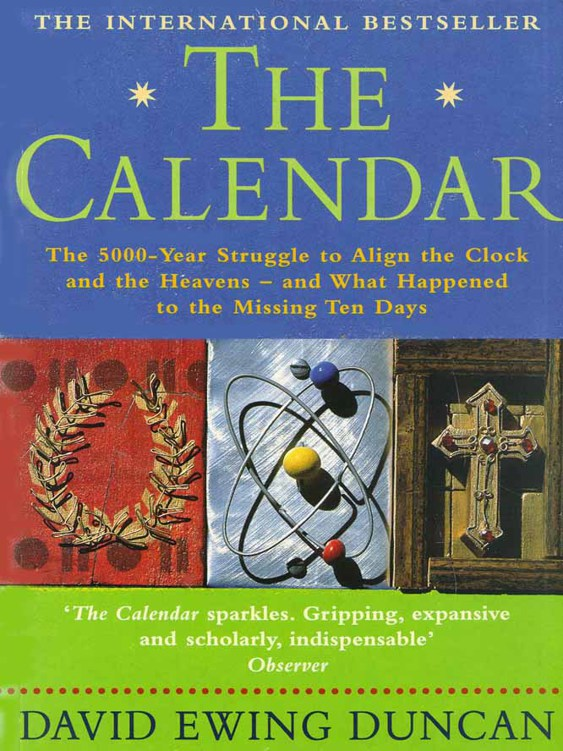 THE INTERNATIONAL BESTSELLER
THE
CALENDAR
The 5000-Year Struggle to Align the Clock
and the Heavens – and What Happened
to the Missing Ten Days
‘The Calendar sparkles. Gripping, expansive
and scholarly, indispensable’
Observer
DAVID EWING DUNCAN